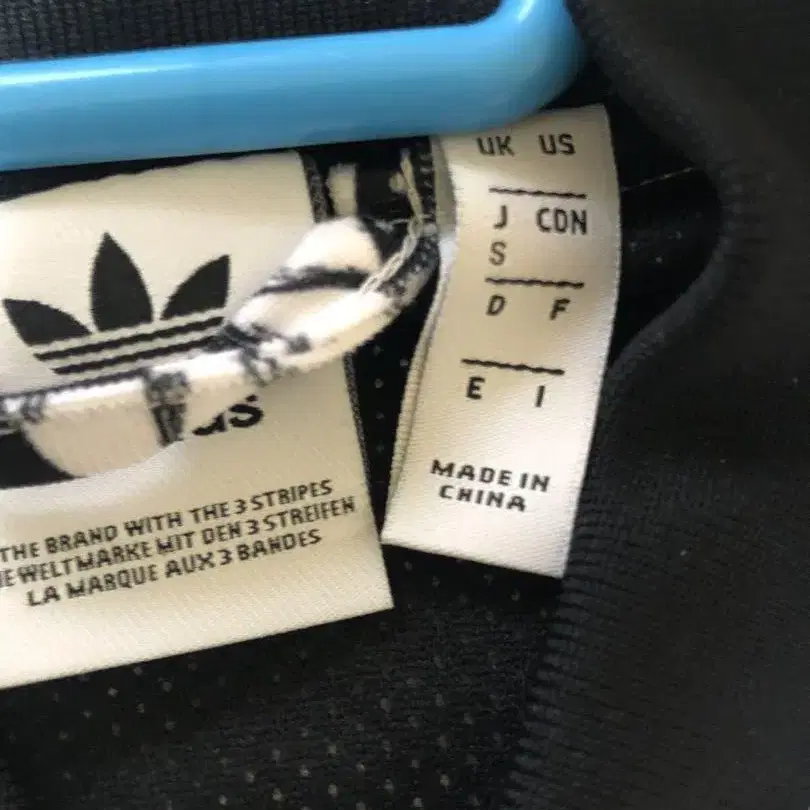 THE BRAND WITH THE 3 STRIPES
WELTMARKE MIT DEN 3 STREIFEN
LA MARQUE AUX 3 BANDES
UK US
J CDN
S
D F
E I
MADE IN
CHINA